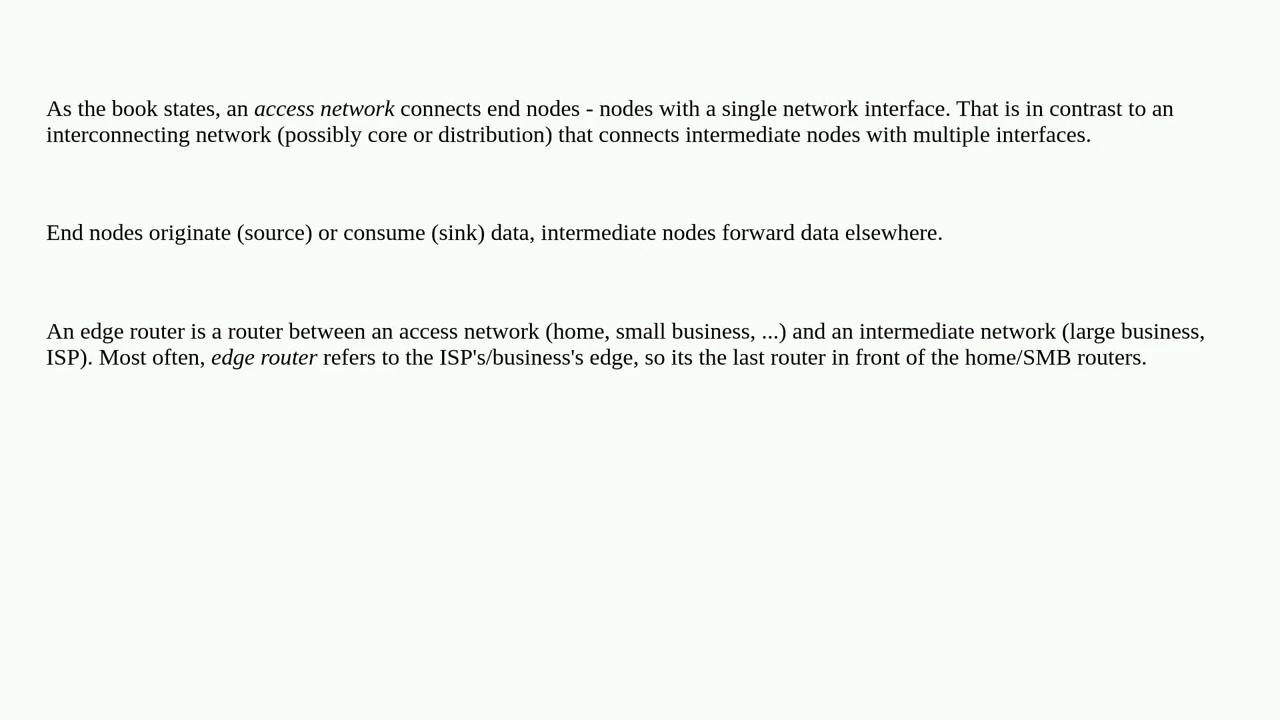 As the book states, an access network connects end nodes - nodes with a single network interface. That is in contrast to an
interconnecting network (possibly core or distribution) that connects intermediate nodes with multiple interfaces.
End nodes originate (source) or consume (sink) data, intermediate nodes forward data elsewhere.
An edge router is a router between an access network (home, small business, ...) and an intermediate network (large business,
ISP). Most often, edge router refers to the ISP's/business's edge, so its the last router in front of the home/SMB routers.